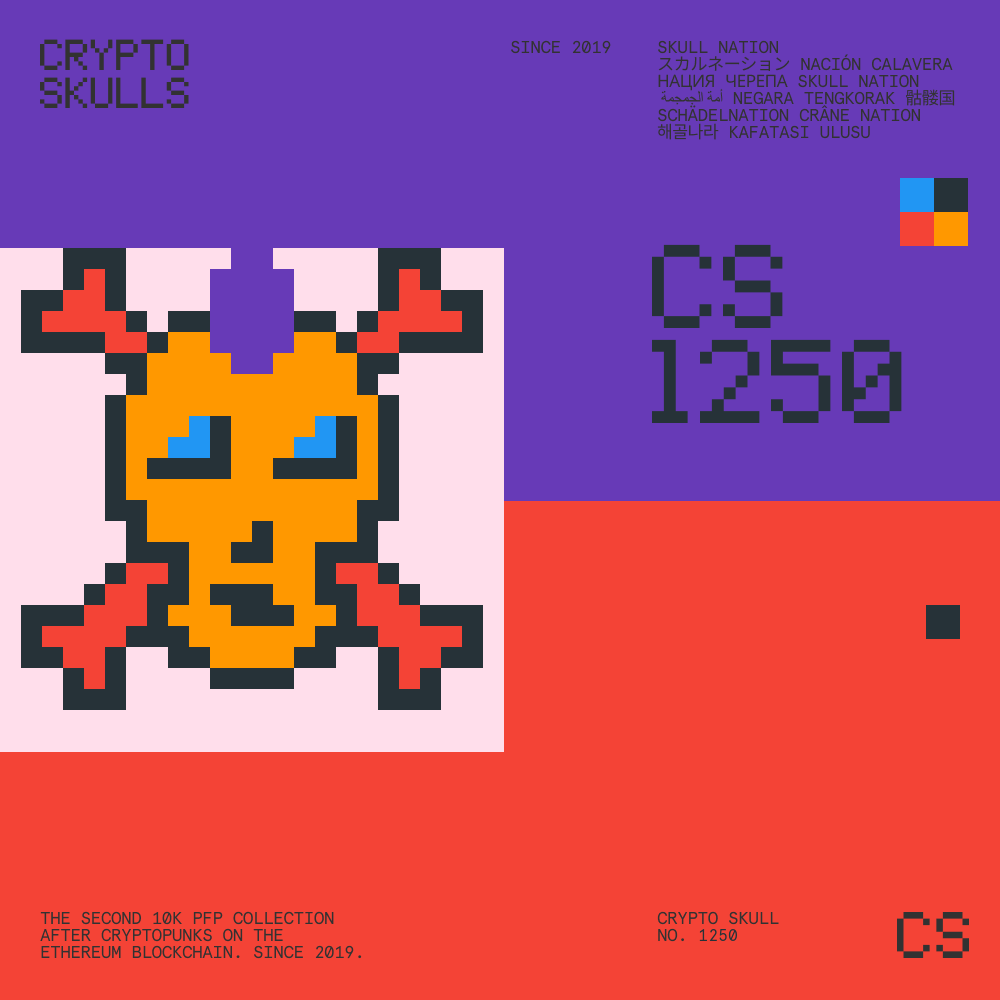 CRYPTO
SKULLS
SINCE 2019
SKULL NATION
スカルネーション NACIÓN CALAVERA
НАЦИЯ ЧЕРЕПА SKULL NATION
أمة الجمجمة NEGARA TENGKORAK 骷髅国
SCHÄDELNATION CRÂNE NATION
해골나라 KAFATASI ULUSU
CS
1250
THE SECOND 10K PFP COLLECTION
AFTER CRYPTOPUNKS ON THE
ETHEREUM BLOCKCHAIN. SINCE 2019.
CRYPTO SKULL
NO. 1250
CS